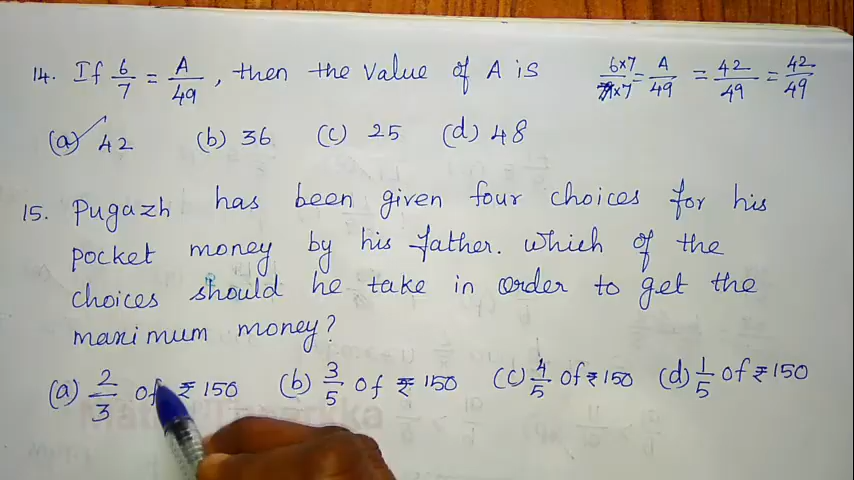 14. If 6/7 = A/49, then the value of A is
6×7/7×7 = A/49 = 42/49 = 42/49
(a) 42 (b) 36 (c) 25 (d) 48
15. Pugazh has been given four choices for his
pocket money by his father. which of the
choices should he take in order to get the
maximum money?
(a) 2/3 of ₹ 150 (b) 3/5 of ₹ 150 (c) 4/5 of ₹ 150 (d) 1/5 of ₹ 150